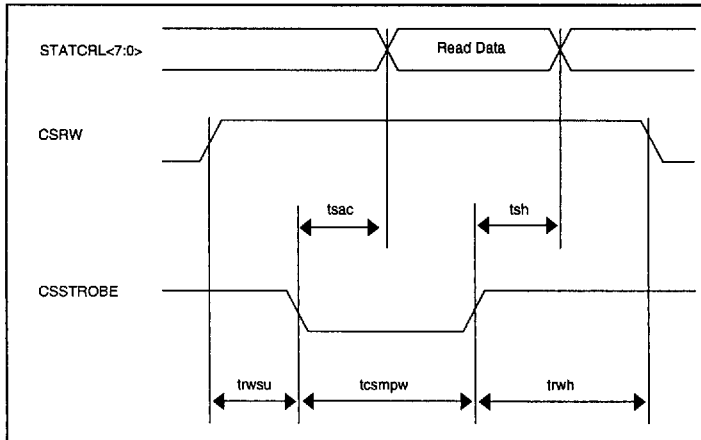 STATCRL<7:0>
Read Data
CSRW
tsac
tsh
CSSTROBE
trwsu
tcsmpw
trwh